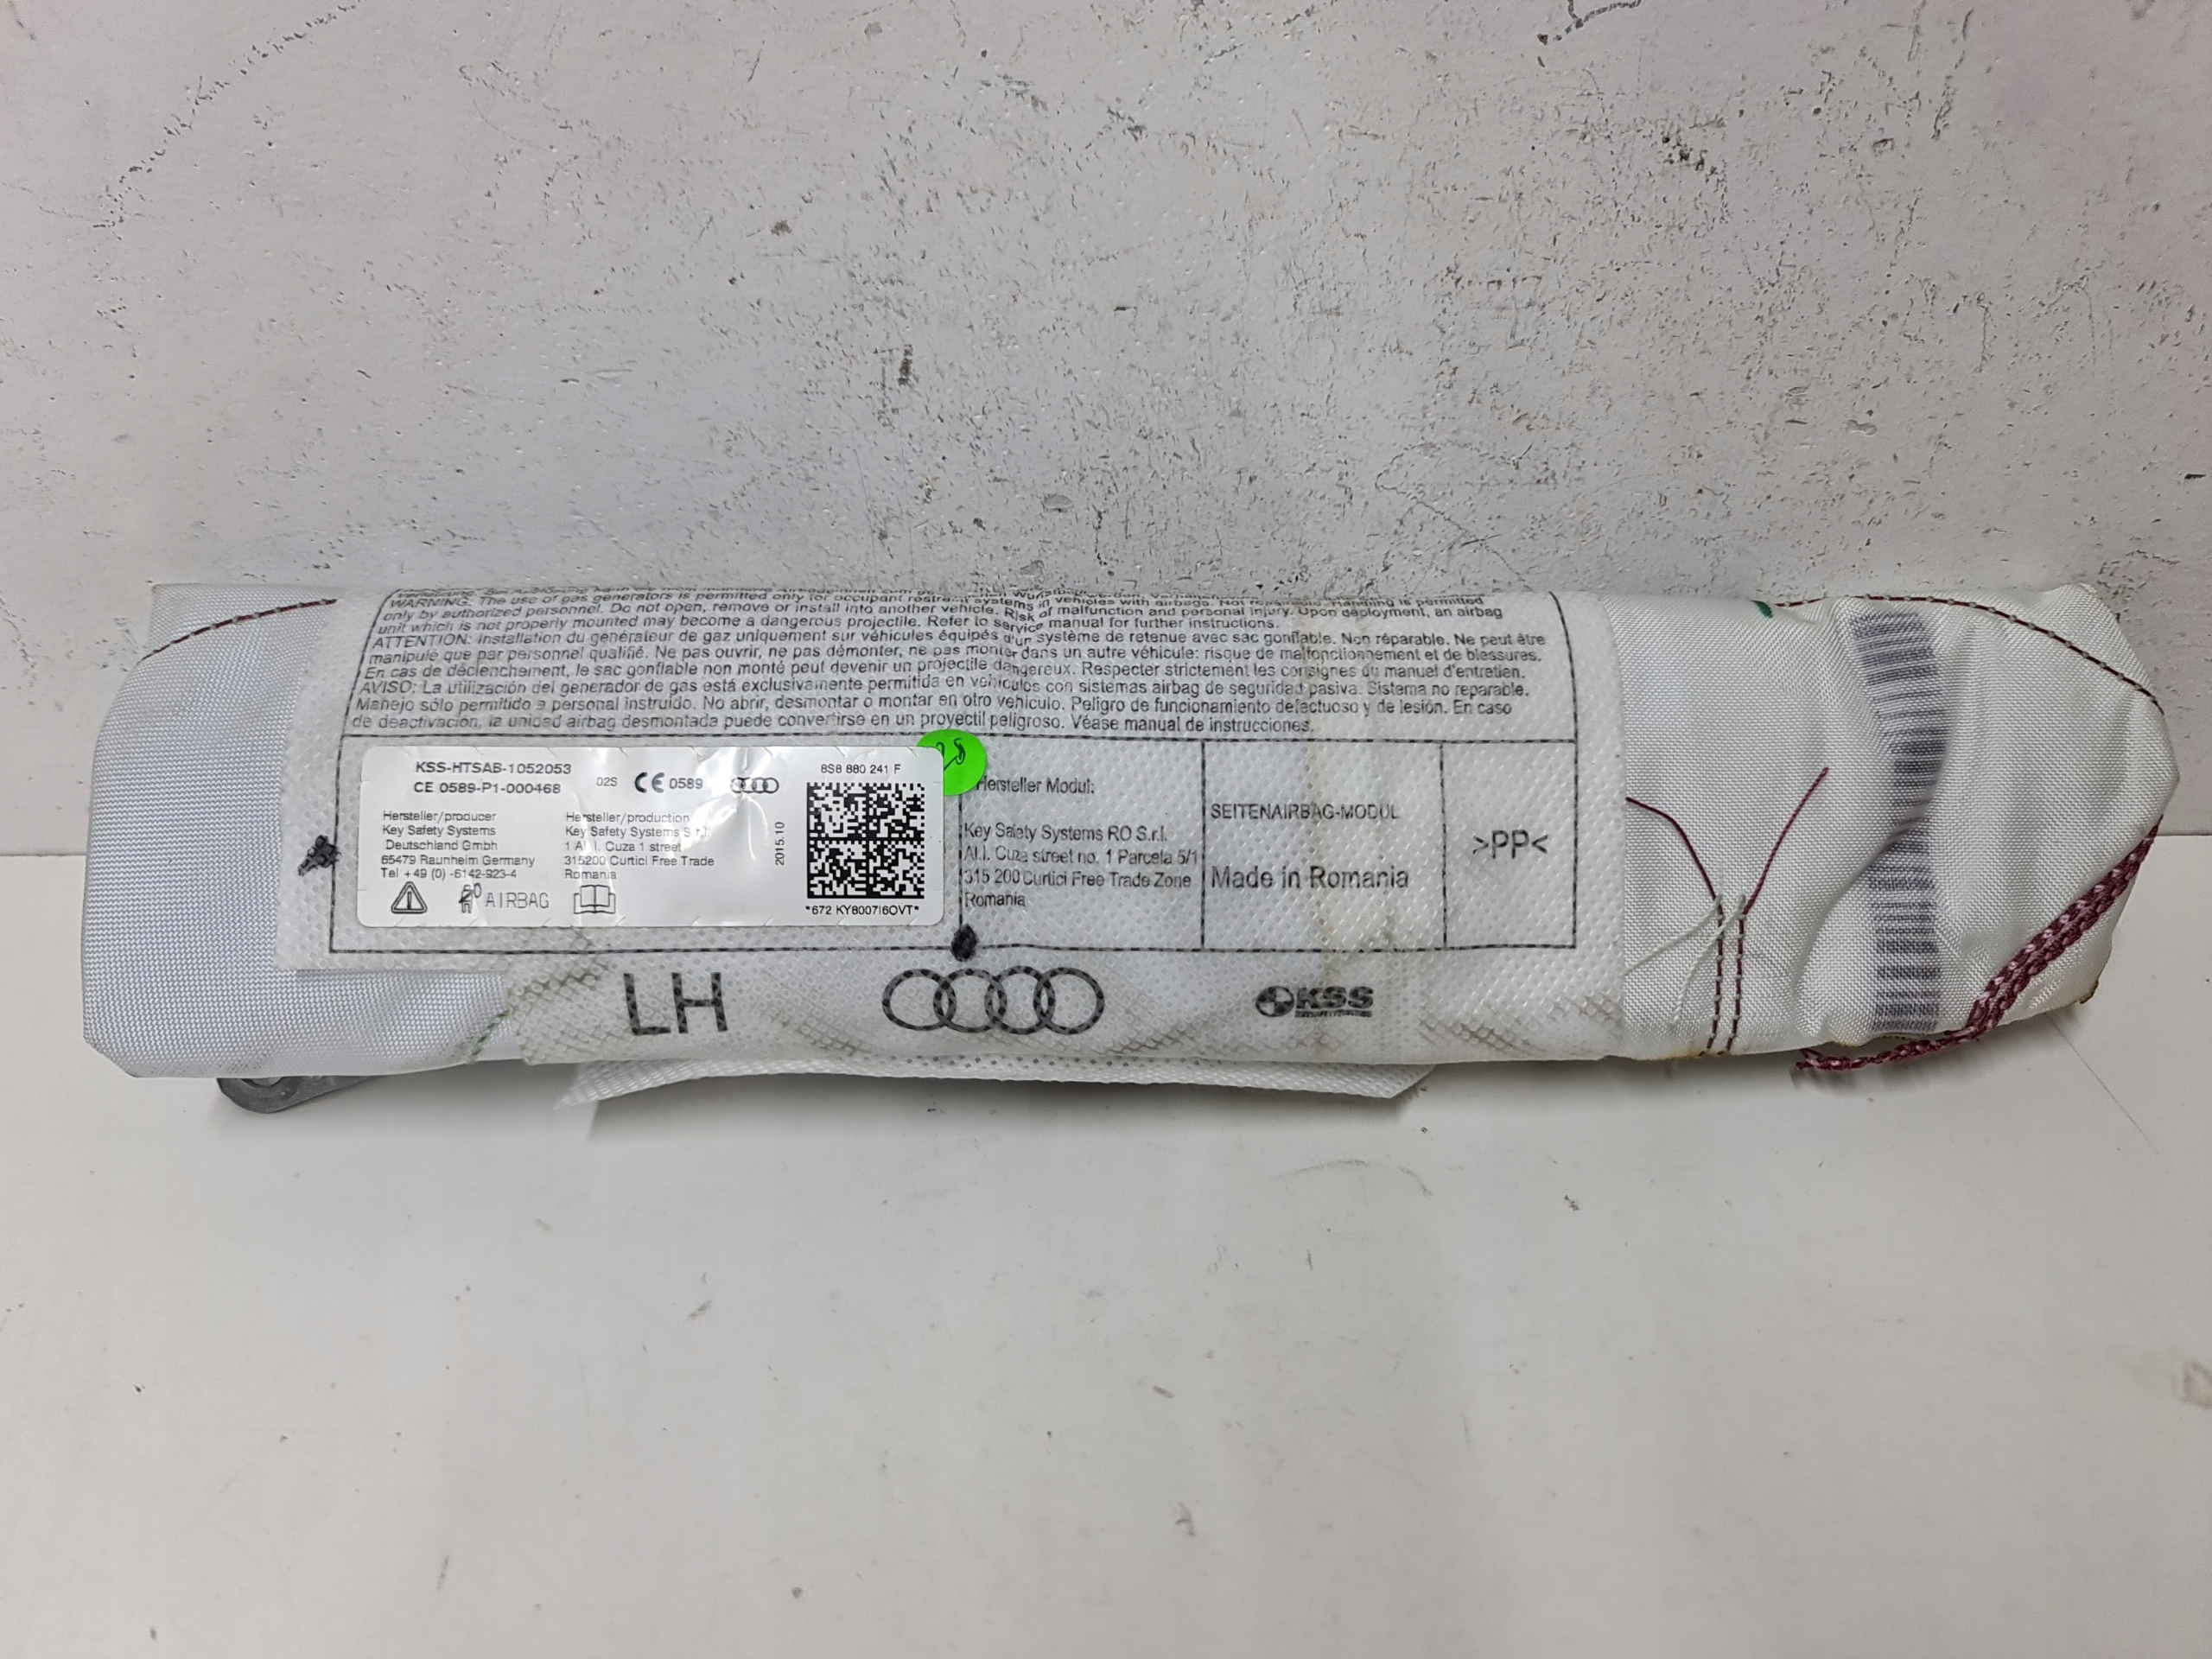 WARNING: The use of gas generators is permitted only for occupant restraint systems in vehicles with airbags. Not Handling is permitted
only by authorized personnel. Do not open, remove or install into another vehicle. Risk of malfunction and personal injury. Upon deployment, an airbag
unit which is not properly mounted may become a dangerous projectile. Refer to service manual for further instructions.
ATTENTION: Installation du générateur de gaz uniquement sur véhicules équipés d'un système de retenue avec sac gonflable. Non réparable. Ne peut être
manipulé que par personnel qualifié. Ne pas ouvrir, ne pas démonter, ne pas monter dans un autre véhicule: risque de malfonctionnement et de blessures.
En cas de déclenchement, le sac gonflable non monté peut devenir un projectile dangereux. Respecter strictement les consignes du manuel d'entretien.
AVISO: La utilización del generador de gas está exclusivamente permitida en vehículos con sistemas airbag de seguridad pasiva. Sistema no reparable.
Manejo sólo permitido a personal instruido. No abrir, desmontar o montar en otro vehículo. Peligro de funcionamiento defectuoso y de lesión. En caso
de deactivación, la unidad airbag desmontada puede convertirse en un proyectil peligroso. Véase manual de instrucciones.
KSS-HTSAB-1052053
CE 0589-P1-000468
02S CE 0589
8S8 880 241 F
Hersteller/producer
Key Safety Systems
Deutschland Gmbh
65479 Raunheim Germany
Tel +49 (0) -6142-923-4
Hersteller/production
Key Safety Systems S.r.l.
1 Al.I. Cuza 1 street
315200 Curtici Free Trade
Romania
2015.10
AIRBAG
*672 KY8007I6OVT*
Hersteller Modul:
Key Safety Systems RO S.r.l.
Al.I. Cuza street no. 1 Parcela 5/1
315 200 Curtici Free Trade Zone
Romania
SEITENAIRBAG-MODUL
Made in Romania
>PP<
LH
KSS